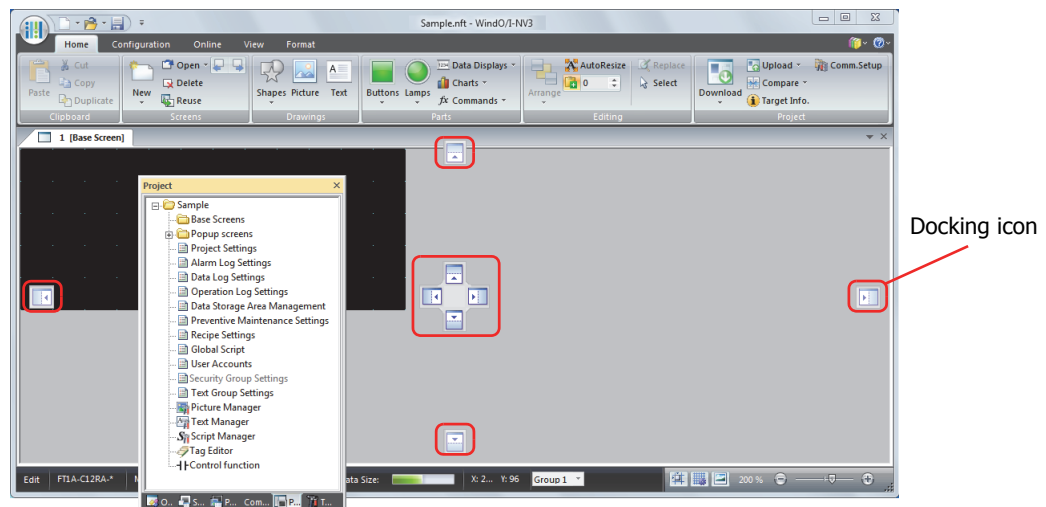 Sample.nft - WindO/I-NV3
Home Configuration Online View Format
Paste Cut Copy Duplicate Clipboard
New Open Delete Reuse Screens
Shapes Picture Text Drawings
Buttons Lamps Data Displays Charts fx Commands Parts
Arrange AutoResize 0 Replace Select Editing
Download Upload Compare Target Info. Comm.Setup Project
1 [Base Screen]
Project
Sample
Base Screens
Popup screens
Project Settings
Alarm Log Settings
Data Log Settings
Operation Log Settings
Data Storage Area Management
Preventive Maintenance Settings
Recipe Settings
Global Script
User Accounts
Security Group Settings
Text Group Settings
Picture Manager
Text Manager
Script Manager
Tag Editor
Control function
O... S... P... Com... P... T...
Docking icon
Edit FT1A-C12RA-* Size: X: 2... Y: 96 Group 1 200 %